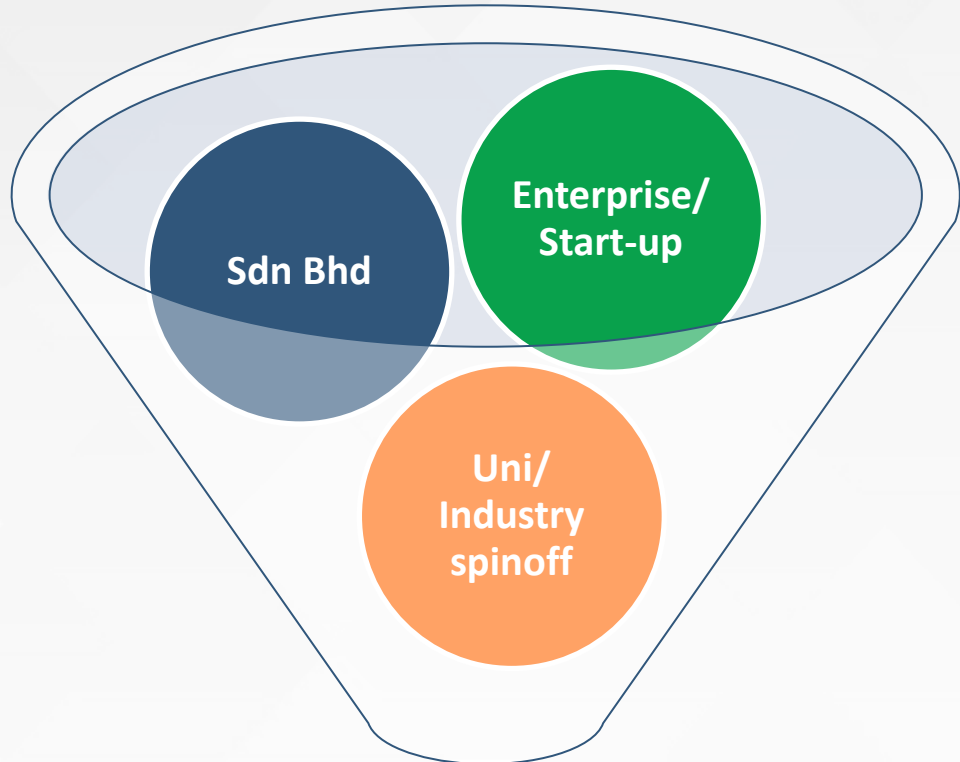 Enterprise/
Start-up
Sdn Bhd
Uni/
Industry
spinoff